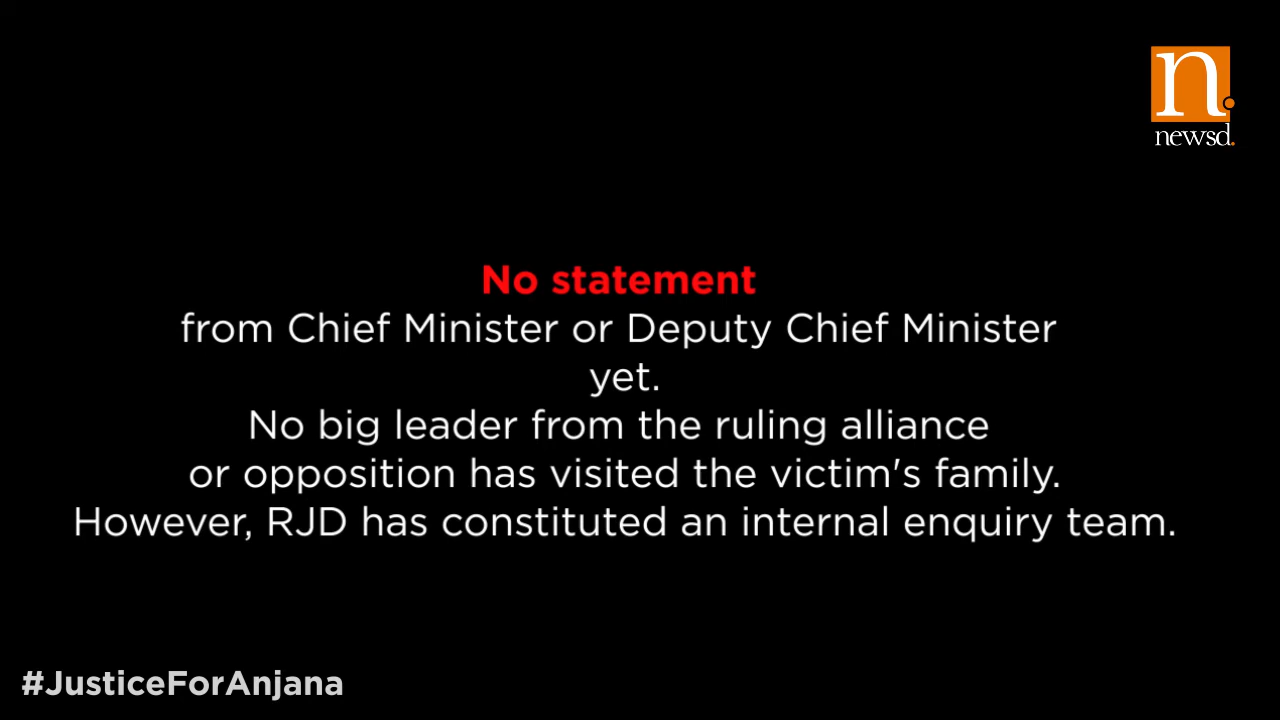 n.
newsd.
No statement
from Chief Minister or Deputy Chief Minister
yet.
No big leader from the ruling alliance
or opposition has visited the victim's family.
However, RJD has constituted an internal enquiry team.
#JusticeForAnjana